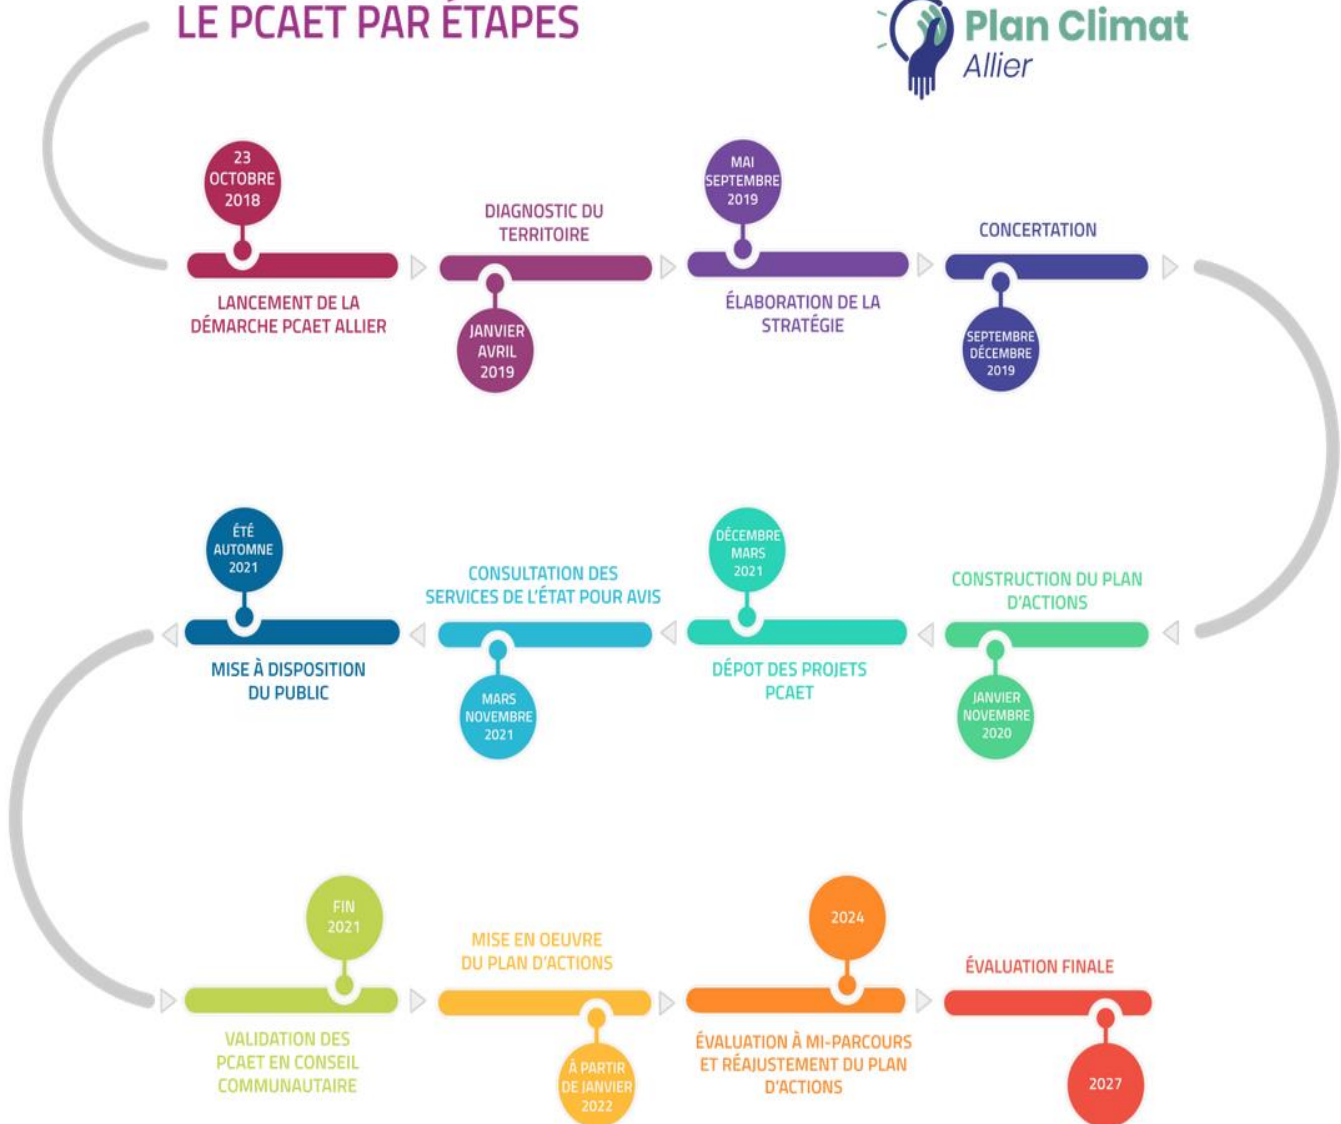 LE PCAET PAR ÉTAPES
Plan Climat
Allier
23
OCTOBRE
2018
LANCEMENT DE LA
DÉMARCHE PCAET ALLIER
DIAGNOSTIC DU
TERRITOIRE
JANVIER
AVRIL
2019
MAI
SEPTEMBRE
2019
ÉLABORATION DE LA
STRATÉGIE
CONCERTATION
SEPTEMBRE
DÉCEMBRE
2019
CONSTRUCTION DU PLAN
D'ACTIONS
JANVIER
NOVEMBRE
2020
DÉCEMBRE
MARS
2021
DÉPOT DES PROJETS
PCAET
CONSULTATION DES
SERVICES DE L'ÉTAT POUR AVIS
MARS
NOVEMBRE
2021
ÉTÉ
AUTOMNE
2021
MISE À DISPOSITION
DU PUBLIC
FIN
2021
VALIDATION DES
PCAET EN CONSEIL
COMMUNAUTAIRE
MISE EN OEUVRE
DU PLAN D'ACTIONS
À PARTIR
DE JANVIER
2022
2024
ÉVALUATION À MI-PARCOURS
ET RÉAJUSTEMENT DU PLAN
D'ACTIONS
ÉVALUATION FINALE
2027